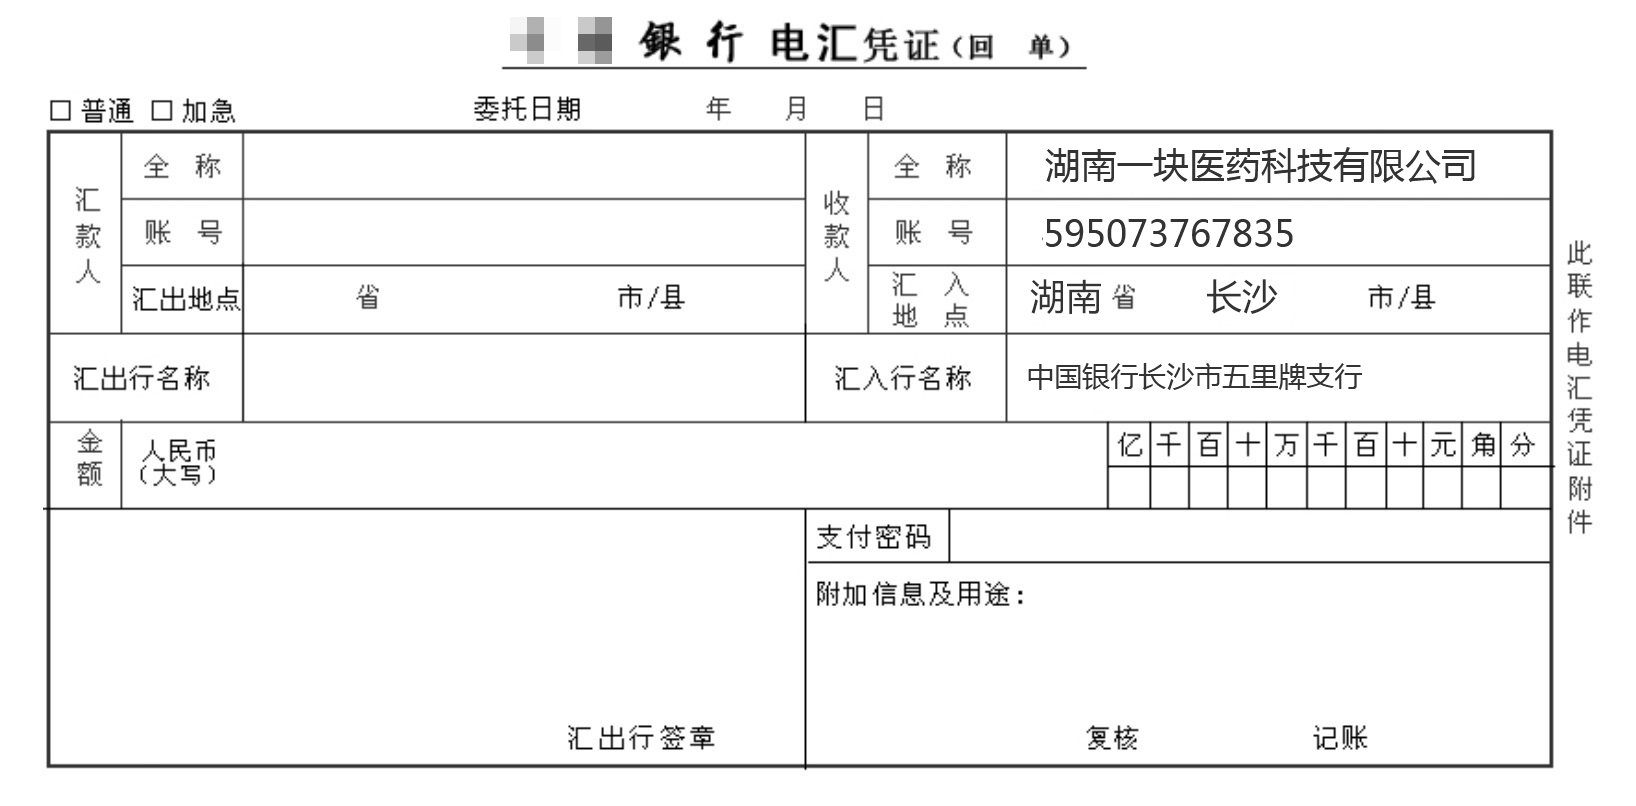 銀行 电汇凭证(回 单)
□ 普通 □ 加急 委托日期 年 月 日
汇款人 全 称 收款人 全 称 湖南一块医药科技有限公司
账 号 账 号 595073767835
汇出地点 省 市/县 汇入地点 湖南 省 长沙 市/县
汇出行名称 汇入行名称 中国银行长沙市五里牌支行
金额 人民币(大写) 亿 千 百 十 万 千 百 十 元 角 分
支付密码
附加信息及用途:
汇出行签章 复核 记账
此联作电汇凭证附件